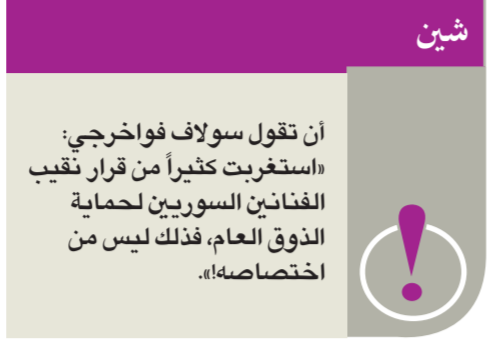 شين
أن تقول سولاف فواخرجي:
«استغربت كثيراً من قرار نقيب
الفنانين السوريين لحماية
الذوق العام، فذلك ليس من
اختصاصه!».